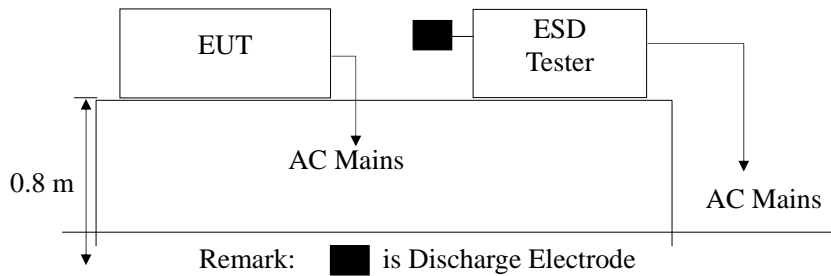 EUT
ESD
Tester
AC Mains
0.8 m
AC Mains
Remark: is Discharge Electrode